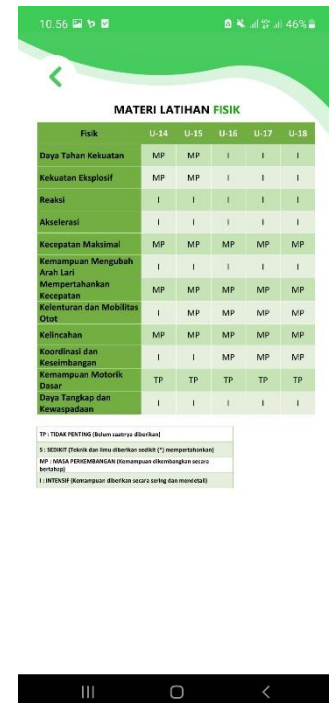 10.56
46%
MATERI LATIHAN FISIK
Fisik U-14 U-15 U-16 U-17 U-18
Daya Tahan Kekuatan MP MP I I I
Kekuatan Eksplosif MP MP I I I
Reaksi I I I I I
Akselerasi I I I I I
Kecepatan Maksimal MP MP MP MP MP
Kemampuan Mengubah
Arah Lari I I I I I
Mempertahankan
Kecepatan MP MP MP MP MP
Kelenturan dan Mobilitas
Otot I MP MP MP MP
Kelincahan MP MP MP MP MP
Koordinasi dan
Keseimbangan I I MP MP MP
Kemampuan Motorik
Dasar TP TP TP TP TP
Daya Tangkap dan
Kewaspadaan I I I I I
TP : TIDAK PENTING (Belum saatnya diberikan)
S : SEDIKIT (Teknik dan ilmu diberikan sedikit (*) mempertahankan)
MP : MASA PERKEMBANGAN (Kemampuan dikembangkan secara
bertahap)
I : INTENSIF (Kemampuan diberikan secara sering dan mendetail)